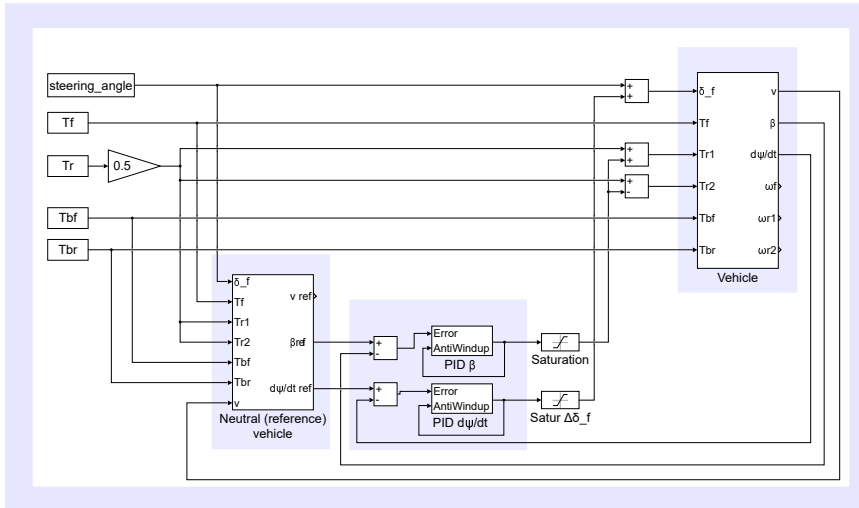 steering_angle
Tf
Tr
0.5
Tbf
Tbr
+
+
+
+
+
-
δ_f
Tf
Tr1
Tr2
Tbf
Tbr
v
β
dψ/dt
ωf
ωr1
ωr2
Vehicle
δ_f
Tf
Tr1
Tr2
Tbf
Tbr
v
v ref
βref
dψ/dt ref
Neutral (reference)
vehicle
+
-
Error
AntiWindup
PID β
Saturation
+
-
Error
AntiWindup
PID dψ/dt
Satur Δδ_f